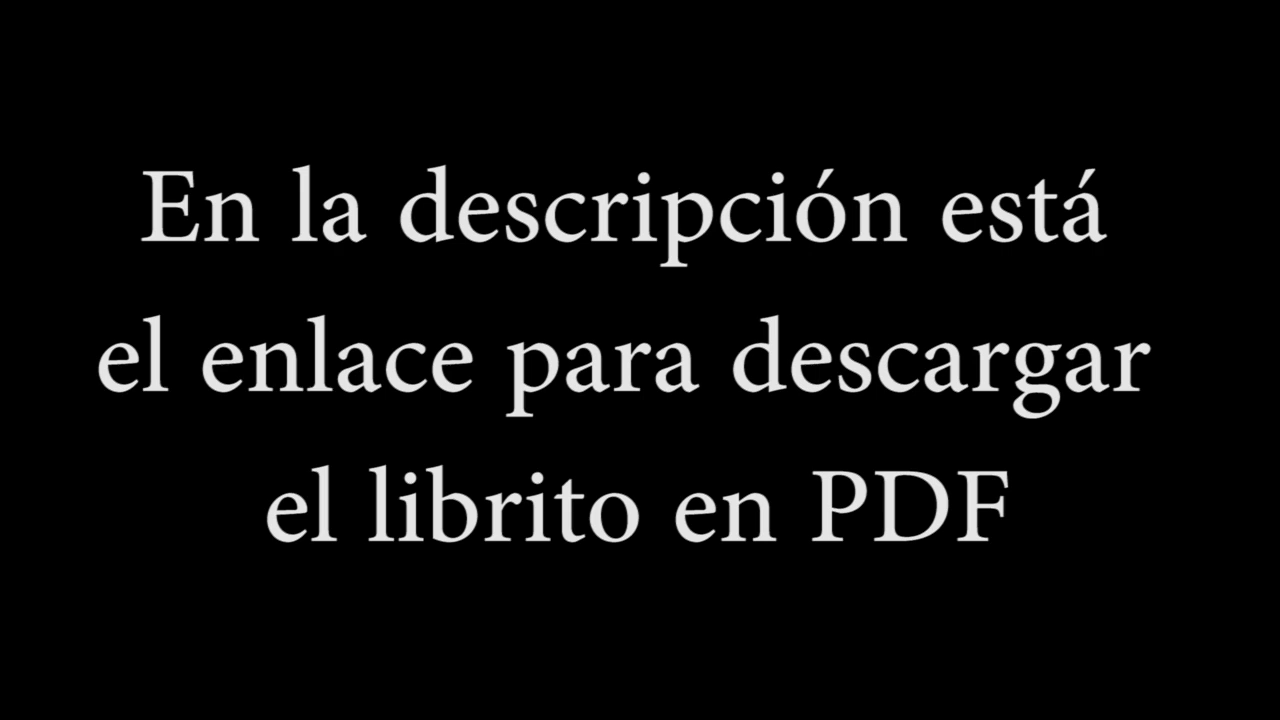 En la descripción está
el enlace para descargar
el librito en PDF